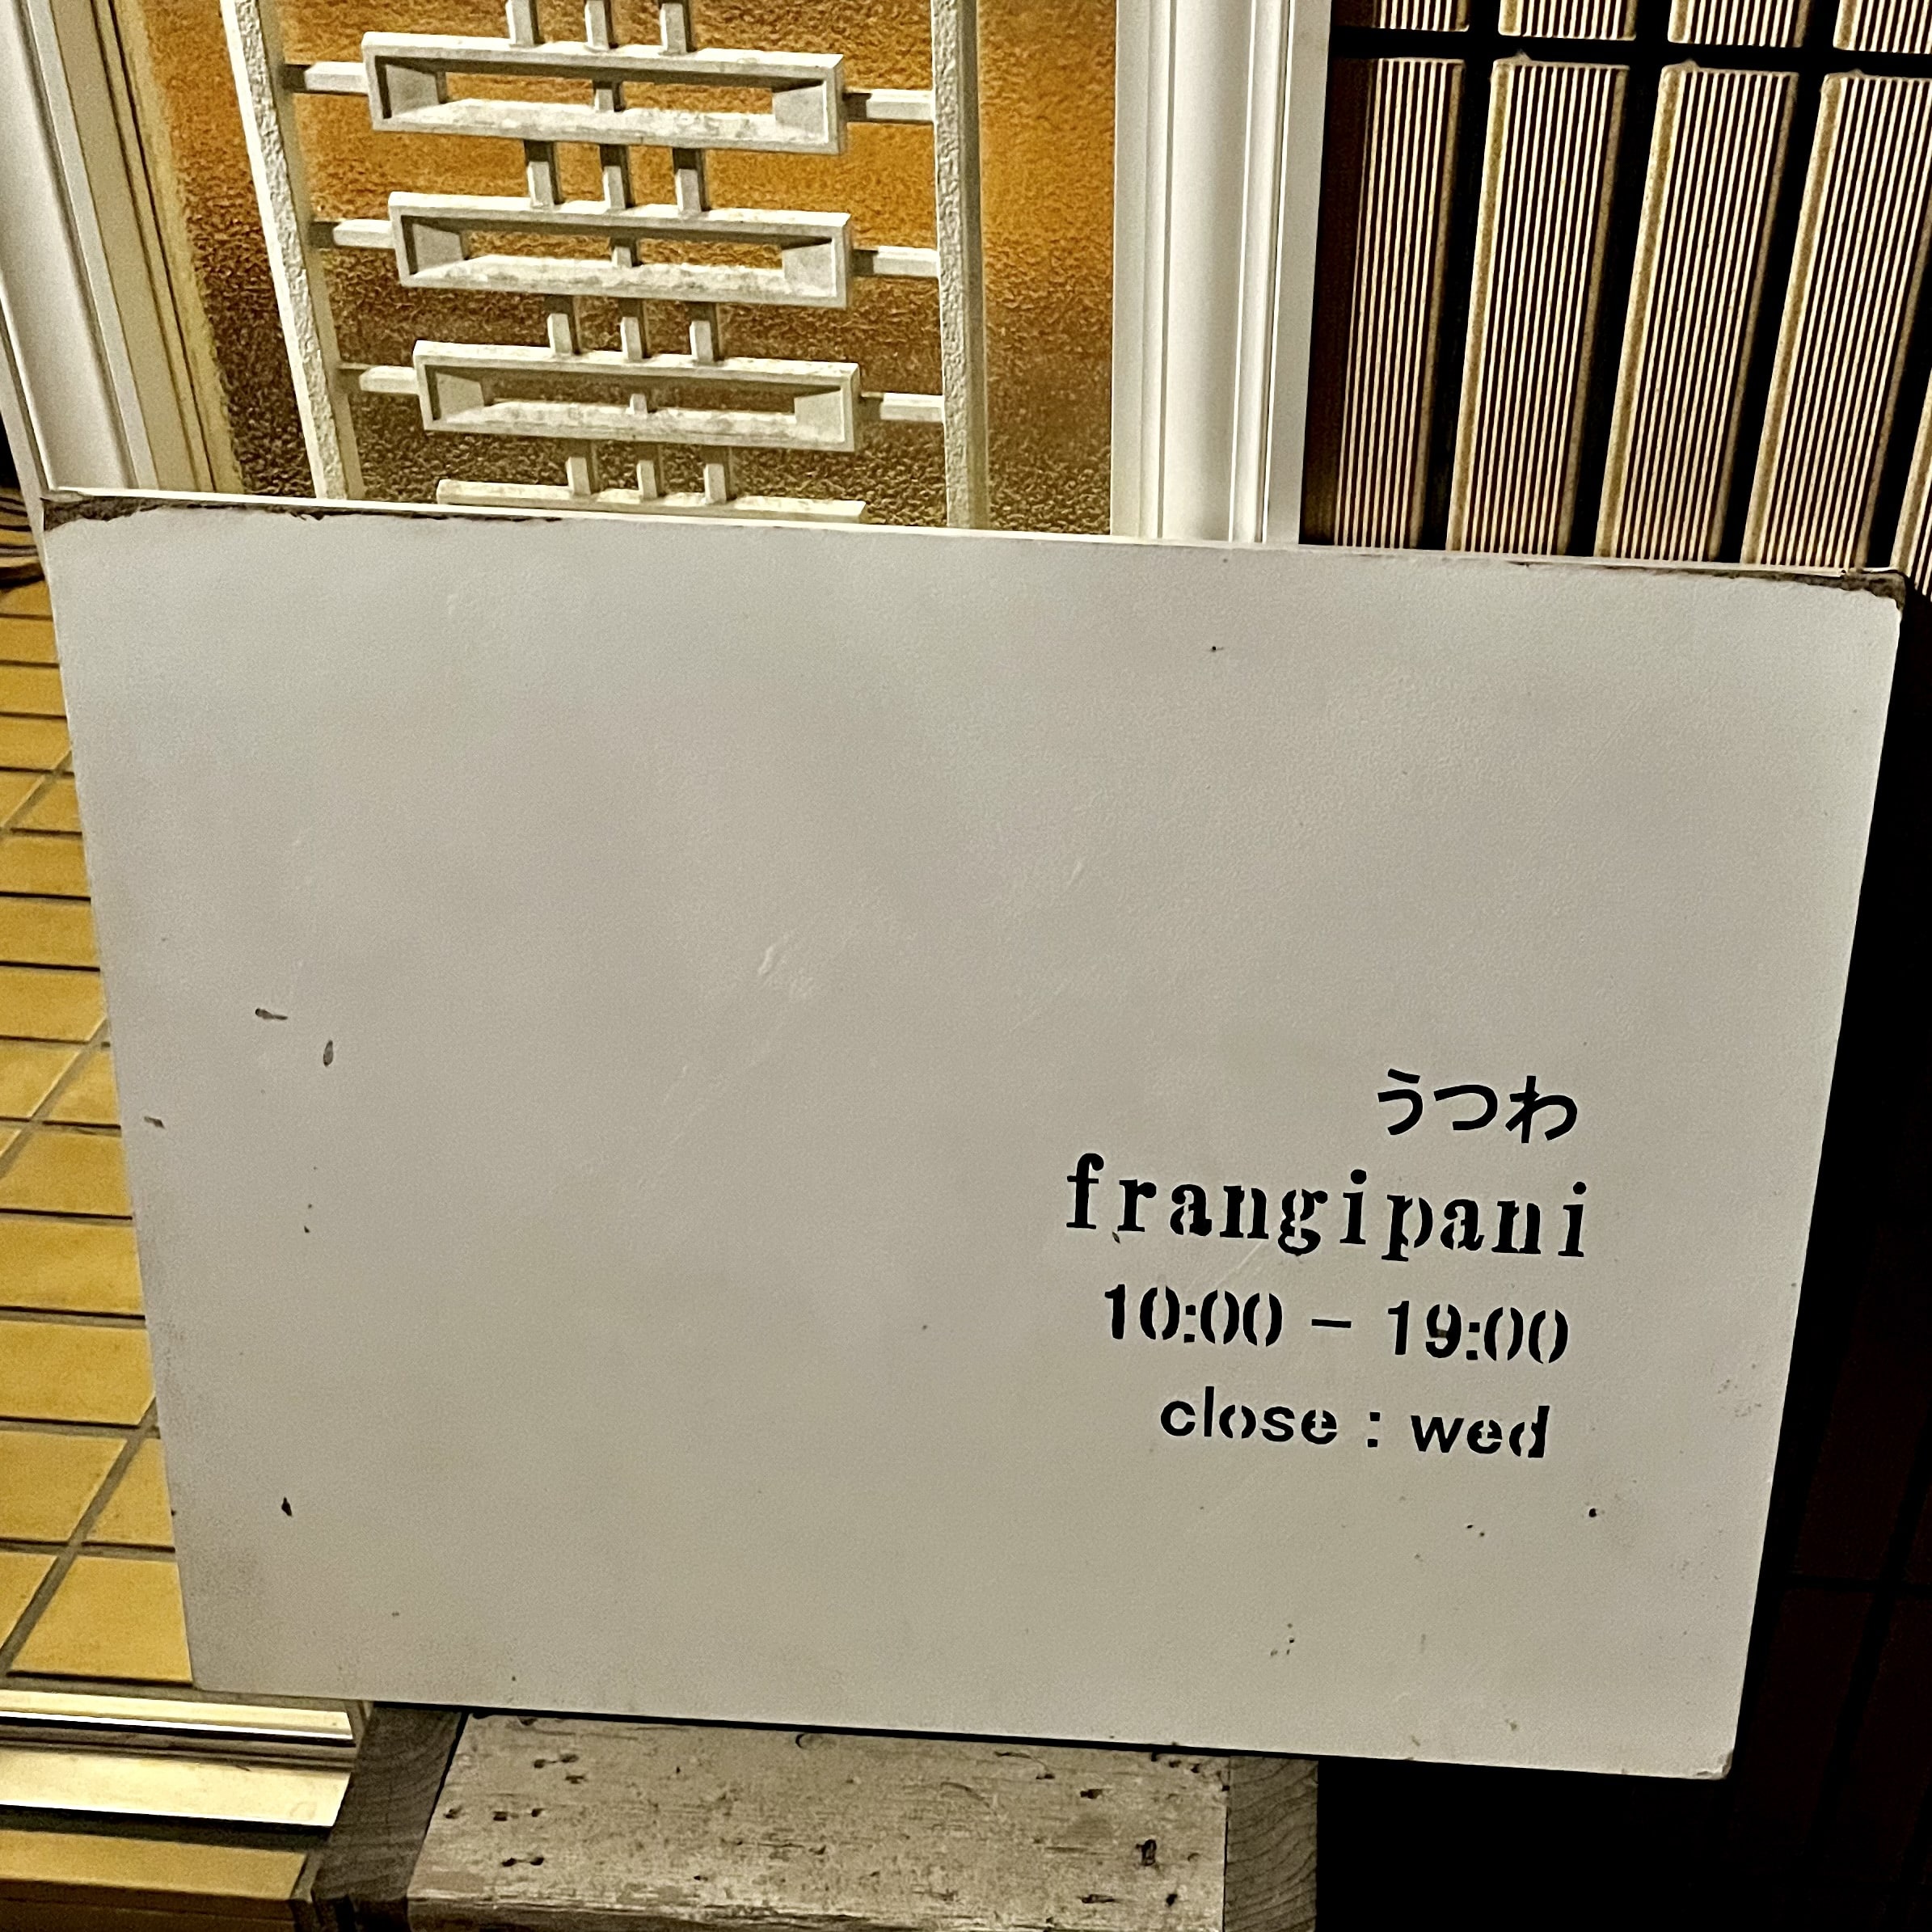 うつわ
frangipani
10:00 – 19:00
close : wed